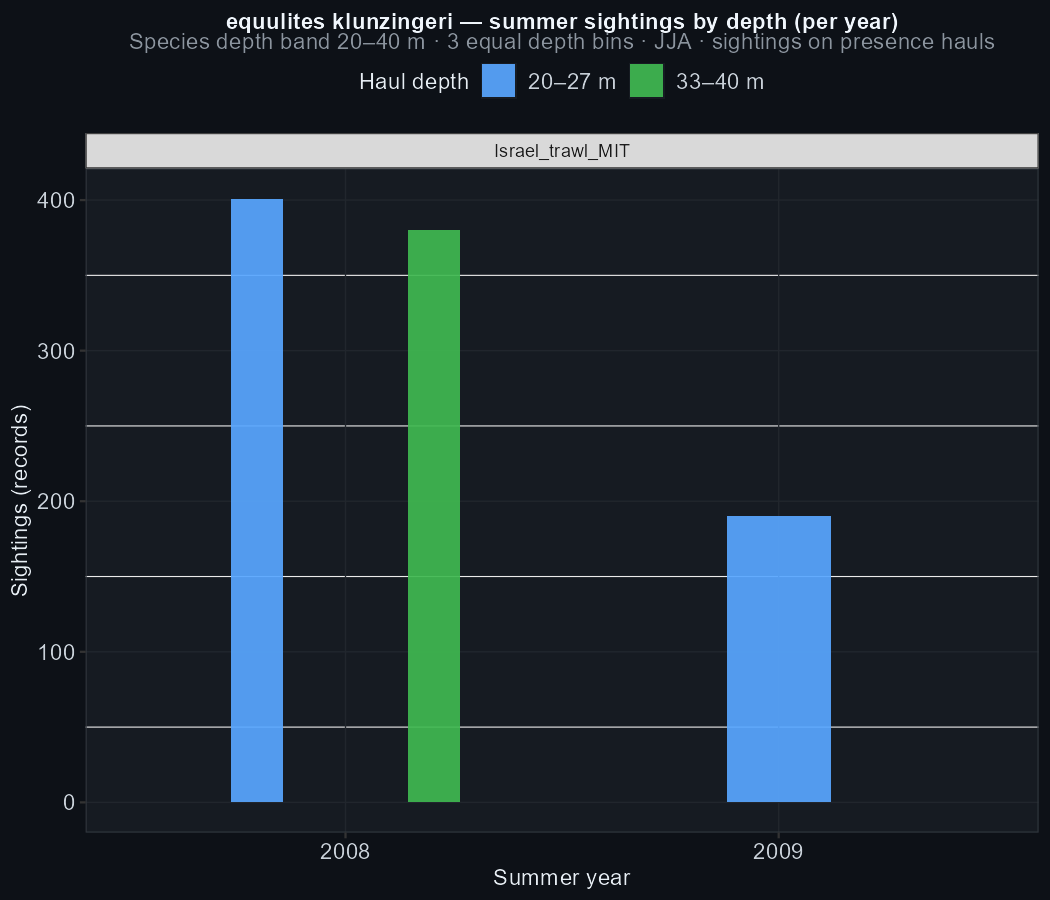 equulites klunzingeri — summer sightings by depth (per year)
Species depth band 20–40 m · 3 equal depth bins · JJA · sightings on presence hauls
Haul depth 20–27 m 33–40 m
Israel_trawl_MIT
400
300
200
100
0
Sightings (records)
2008 2009
Summer year